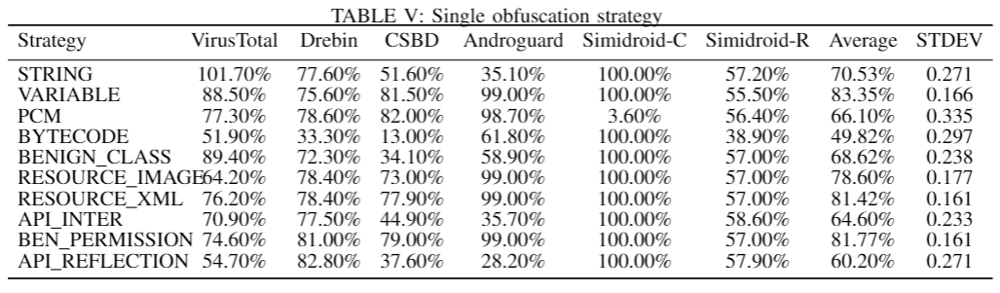 TABLE V: Single obfuscation strategy
Strategy VirusTotal Drebin CSBD Androguard Simidroid-C Simidroid-R Average STDEV
STRING 101.70% 77.60% 51.60% 35.10% 100.00% 57.20% 70.53% 0.271
VARIABLE 88.50% 75.60% 81.50% 99.00% 100.00% 55.50% 83.35% 0.166
PCM 77.30% 78.60% 82.00% 98.70% 3.60% 56.40% 66.10% 0.335
BYTECODE 51.90% 33.30% 13.00% 61.80% 100.00% 38.90% 49.82% 0.297
BENIGN_CLASS 89.40% 72.30% 34.10% 58.90% 100.00% 57.00% 68.62% 0.238
RESOURCE_IMAGE 64.20% 78.40% 73.00% 99.00% 100.00% 57.00% 78.60% 0.177
RESOURCE_XML 76.20% 78.40% 77.90% 99.00% 100.00% 57.00% 81.42% 0.161
API_INTER 70.90% 77.50% 44.90% 35.70% 100.00% 58.60% 64.60% 0.233
BEN_PERMISSION 74.60% 81.00% 79.00% 99.00% 100.00% 57.00% 81.77% 0.161
API_REFLECTION 54.70% 82.80% 37.60% 28.20% 100.00% 57.90% 60.20% 0.271